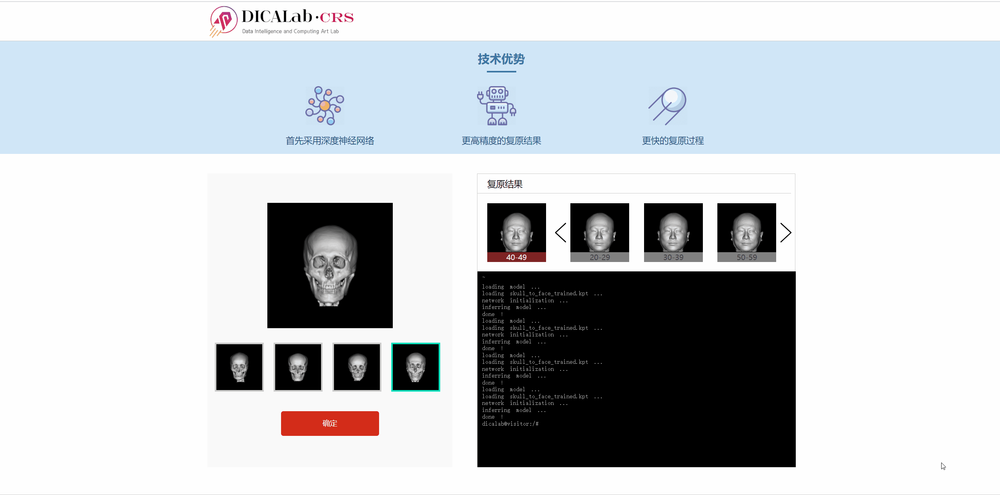 DICALab·CRS
Data Intelligence and Computing Art Lab
技术优势
首先采用深度神经网络
更高精度的复原结果
更快的复原过程
确定
复原结果
40-49
20-29
30-39
50-59
~
loading model ...
loading skull_to_face_trained.kpt ...
network initialization ...
inferring model ...
done !
loading model ...
loading skull_to_face_trained.kpt ...
network initialization ...
inferring model ...
done !
loading model ...
loading skull_to_face_trained.kpt ...
network initialization ...
inferring model ...
done !
loading model ...
loading skull_to_face_trained.kpt ...
network initialization ...
inferring model ...
done !
dicalab@visitor:/#